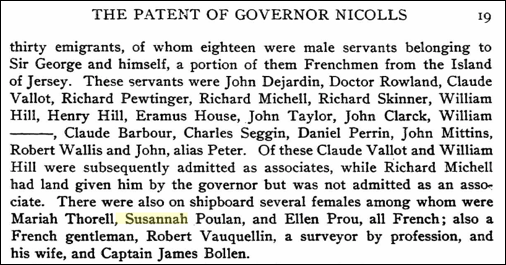 THE PATENT OF GOVERNOR NICOLLS 19
thirty emigrants, of whom eighteen were male servants belonging to
Sir George and himself, a portion of them Frenchmen from the Island
of Jersey. These servants were John Dejardin, Doctor Rowland, Claude
Vallot, Richard Pewtinger, Richard Michell, Richard Skinner, William
Hill, Henry Hill, Eramus House, John Taylor, John Clarck, William
———, Claude Barbour, Charles Seggin, Daniel Perrin, John Mittins,
Robert Wallis and John, alias Peter. Of these Claude Vallot and William
Hill were subsequently admitted as associates, while Richard Michell
had land given him by the governor but was not admitted as an asso-
ciate. There were also on shipboard several females among whom were
Mariah Thorell, Susannah Poulan, and Ellen Prou, all French; also a
French gentleman, Robert Vauquellin, a surveyor by profession, and
his wife, and Captain James Bollen.